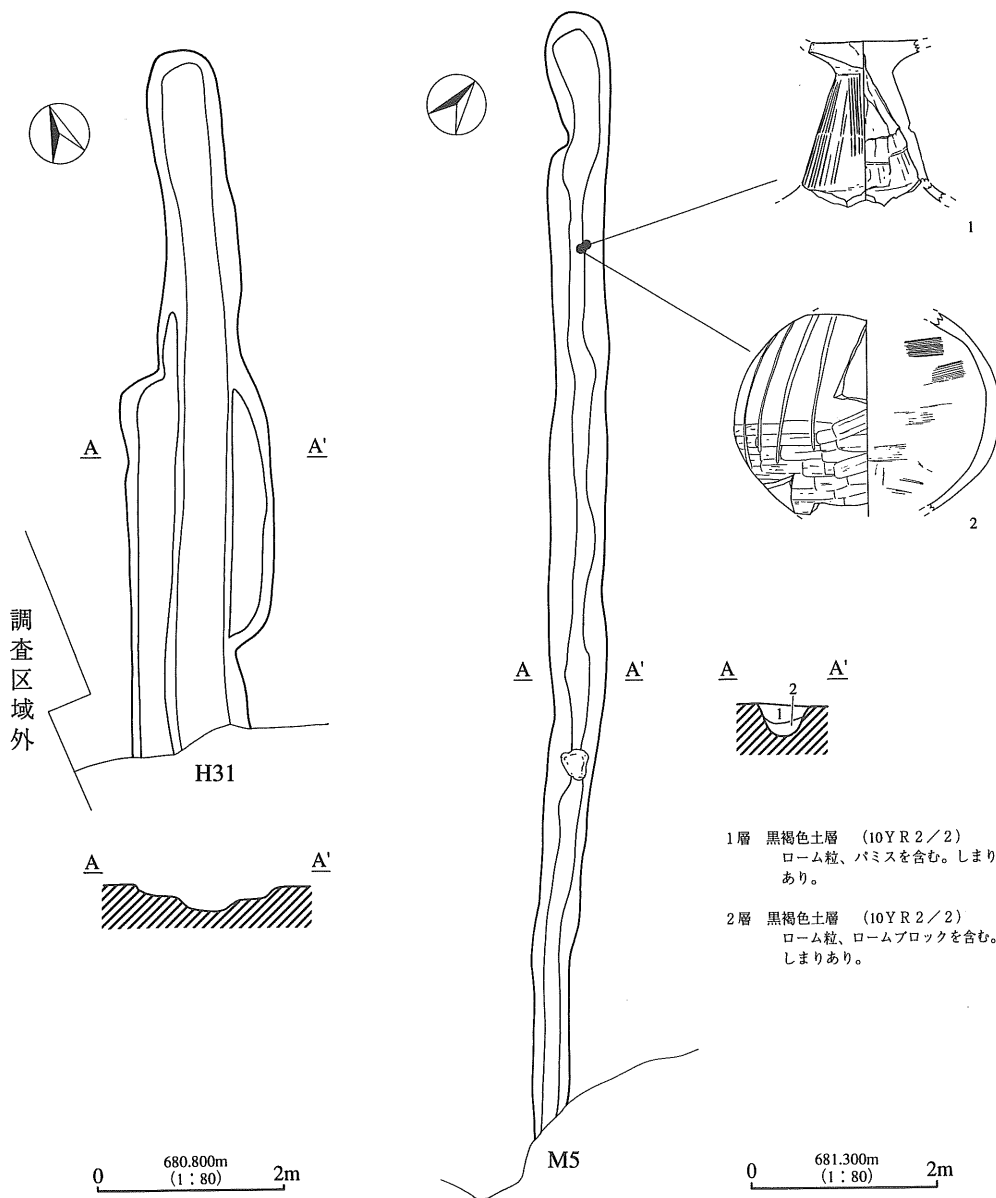 1
2
A
A'
調査区域外
H31
A
A'
680.800m
(1:80)
0
2m
A
A'
M5
A
A'
2
1
1層 黒褐色土層 (10YR2/2)
ローム粒、パミスを含む。しまり
あり。
2層 黒褐色土層 (10YR2/2)
ローム粒、ロームブロックを含む。
しまりあり。
681.300m
(1:80)
0
2m